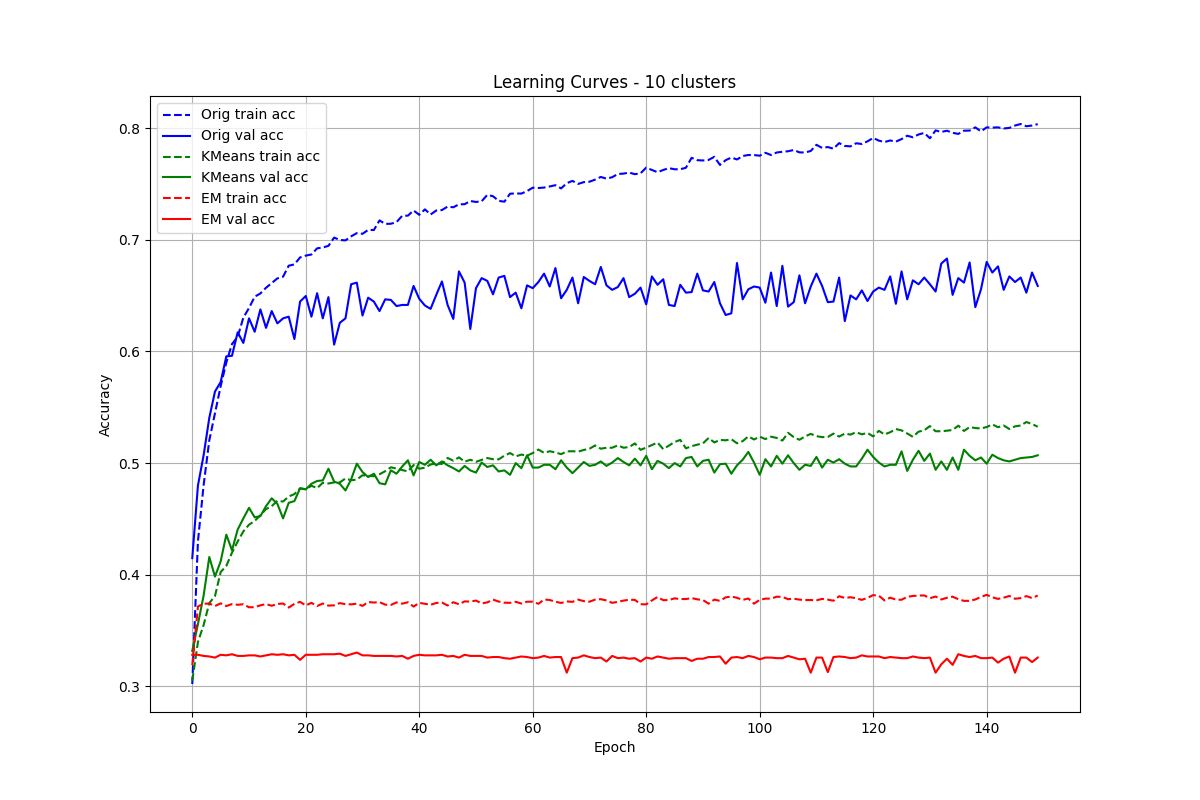 Learning Curves - 10 clusters
Orig train acc
Orig val acc
KMeans train acc
KMeans val acc
EM train acc
EM val acc
0.8
0.7
0.6
0.5
0.4
0.3
Accuracy
0 20 40 60 80 100 120 140
Epoch